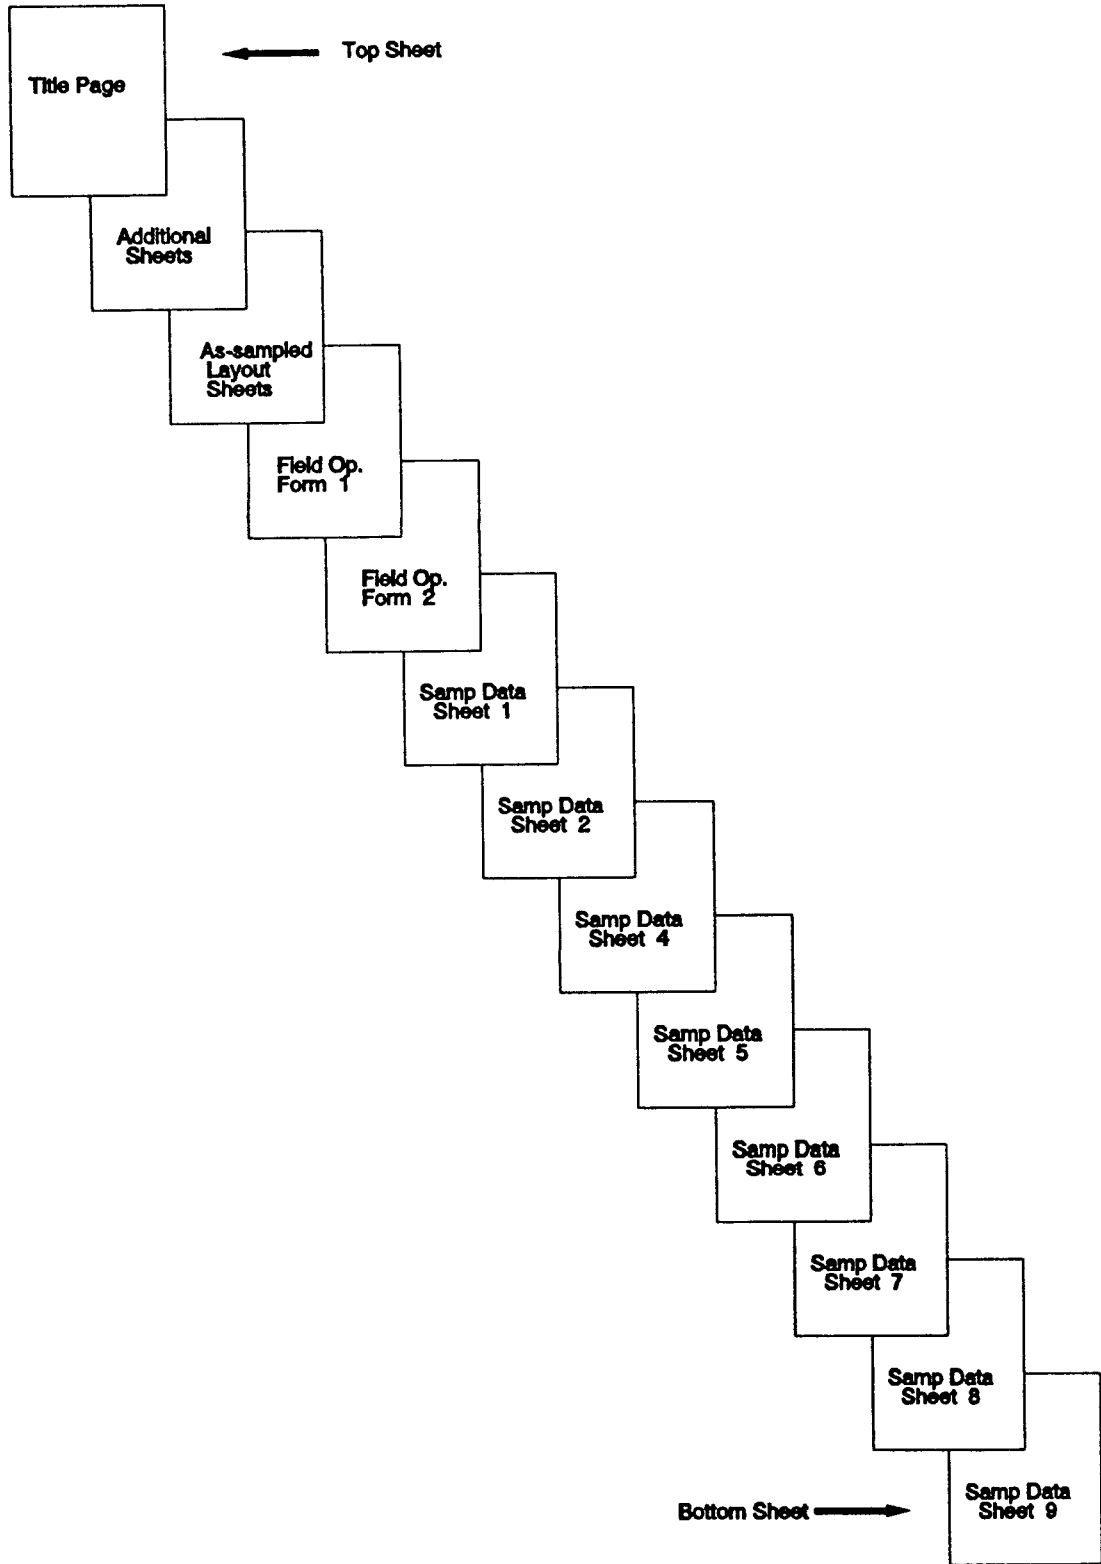 Top Sheet
Title Page
Additional
Sheets
As-sampled
Layout
Sheets
Field Op.
Form 1
Field Op.
Form 2
Samp Data
Sheet 1
Samp Data
Sheet 2
Samp Data
Sheet 4
Samp Data
Sheet 5
Samp Data
Sheet 6
Samp Data
Sheet 7
Samp Data
Sheet 8
Samp Data
Sheet 9
Bottom Sheet